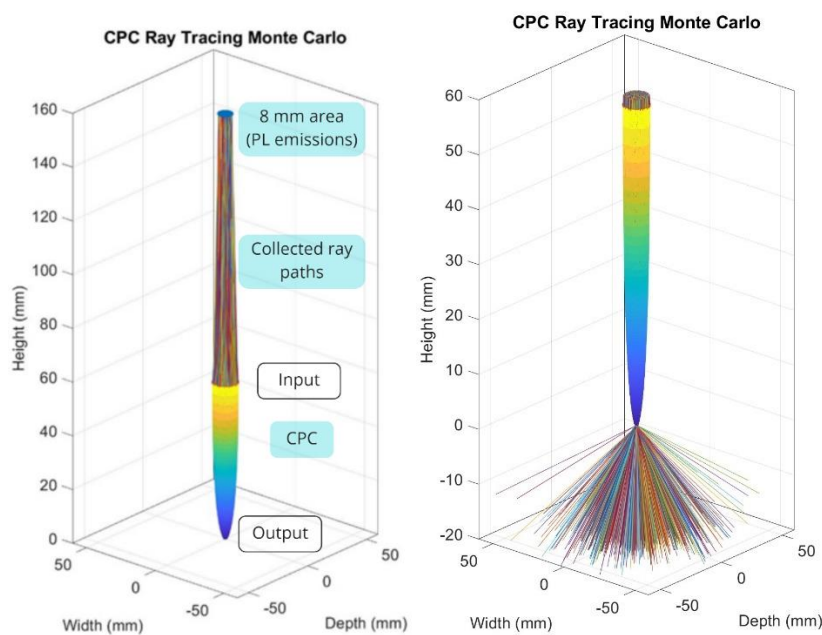 CPC Ray Tracing Monte Carlo
160
140
120
100
80
60
40
20
0
Height (mm)
8 mm area
(PL emissions)
Collected ray
paths
Input
CPC
Output
50
0
-50
Width (mm)
-50
0
50
Depth (mm)
CPC Ray Tracing Monte Carlo
60
50
40
30
20
10
0
-10
-20
Height (mm)
50
0
-50
Width (mm)
-50
0
50
Depth (mm)